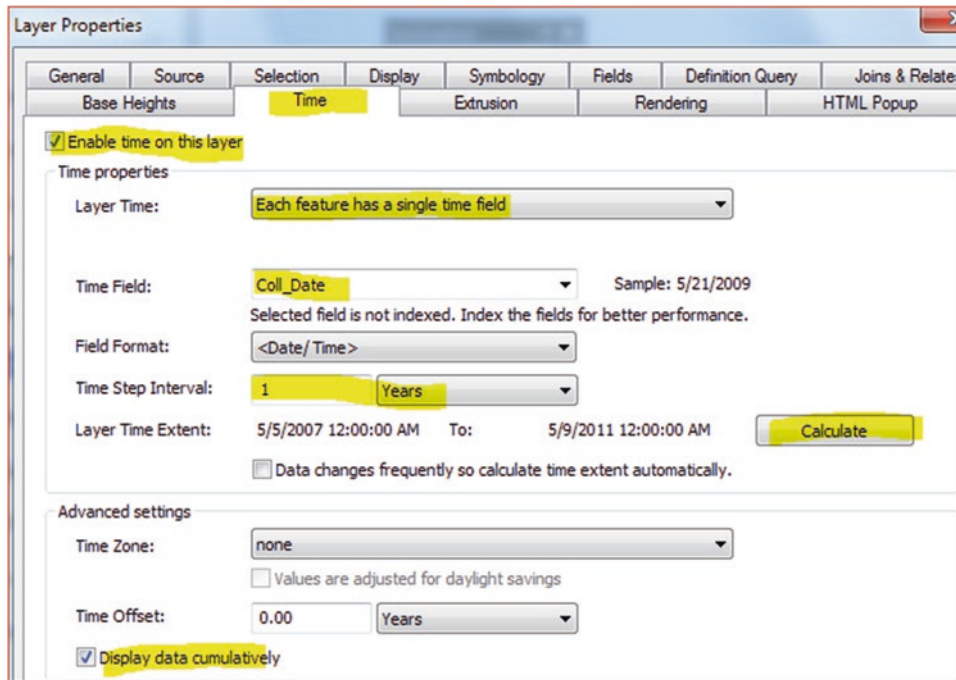 Layer Properties
General Source Selection Display Symbology Fields Definition Query Joins & Relate
Base Heights Time Extrusion Rendering HTML Popup
Enable time on this layer
Time properties
Layer Time: Each feature has a single time field
Time Field: Coll_Date Sample: 5/21/2009
Selected field is not indexed. Index the fields for better performance.
Field Format: <Date/Time>
Time Step Interval: 1 Years
Layer Time Extent: 5/5/2007 12:00:00 AM To: 5/9/2011 12:00:00 AM Calculate
Data changes frequently so calculate time extent automatically.
Advanced settings
Time Zone: none
Values are adjusted for daylight savings
Time Offset: 0.00 Years
Display data cumulatively